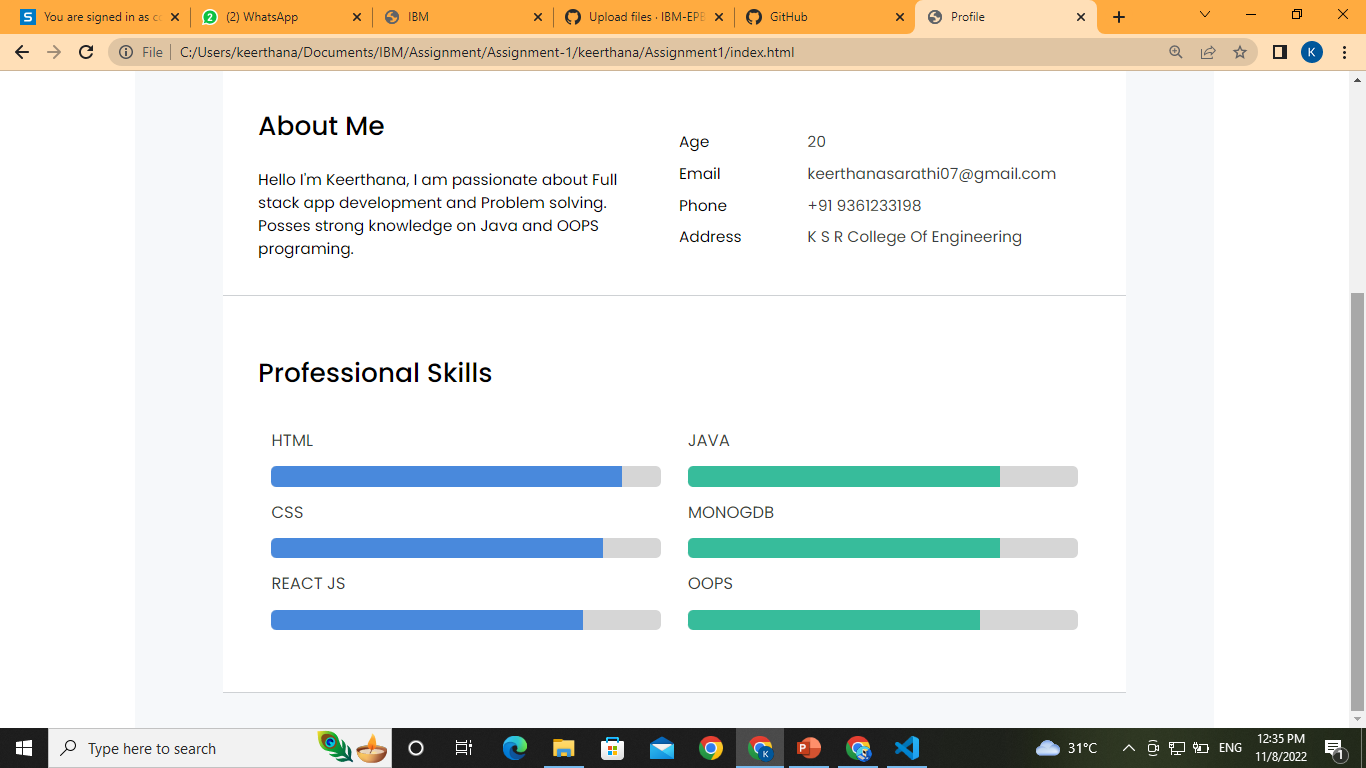 You are signed in as
(2) WhatsApp
IBM
Upload files · IBM-EPB
GitHub
Profile
File
C:/Users/keerthana/Documents/IBM/Assignment/Assignment-1/keerthana/Assignment1/index.html
K
About Me
Hello I'm Keerthana, I am passionate about Full
stack app development and Problem solving.
Posses strong knowledge on Java and OOPS
programing.
Age 20
Email keerthanasarathi07@gmail.com
Phone +91 9361233198
Address K S R College Of Engineering
Professional Skills
HTML JAVA
CSS MONOGDB
REACT JS OOPS
Type here to search
31°C
ENG
12:35 PM
11/8/2022
1